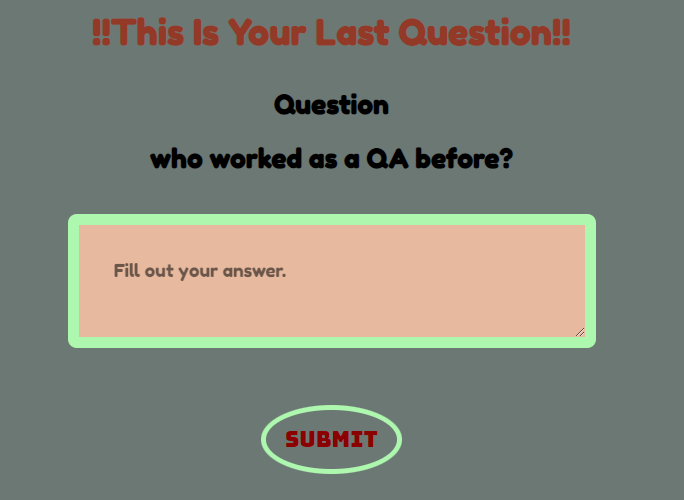 !!This Is Your Last Question!!
Question
who worked as a QA before?
Fill out your answer.
SUBMIT